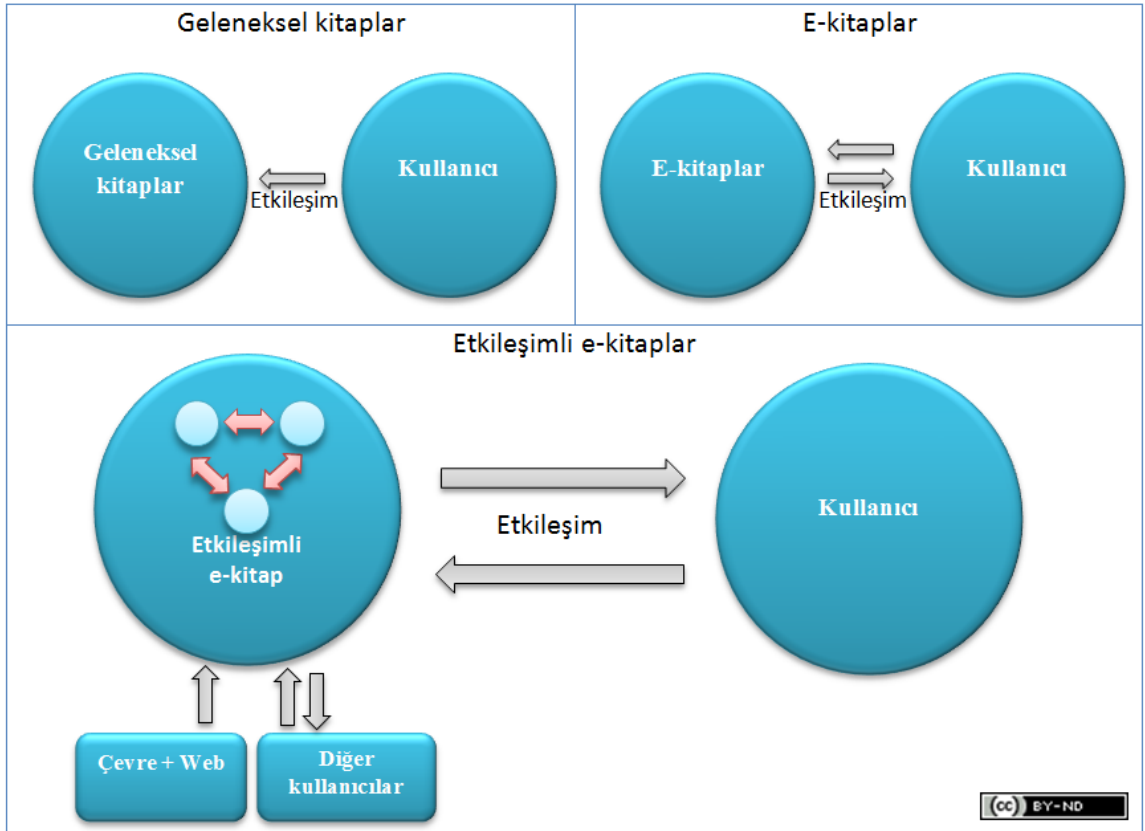 Geleneksel kitaplar
Geleneksel
kitaplar
Kullanıcı
Etkileşim
E-kitaplar
E-kitaplar
Kullanıcı
Etkileşim
Etkileşimli e-kitaplar
Etkileşimli
e-kitap
Etkileşim
Kullanıcı
Çevre + Web
Diğer
kullanıcılar
(cc) BY-ND